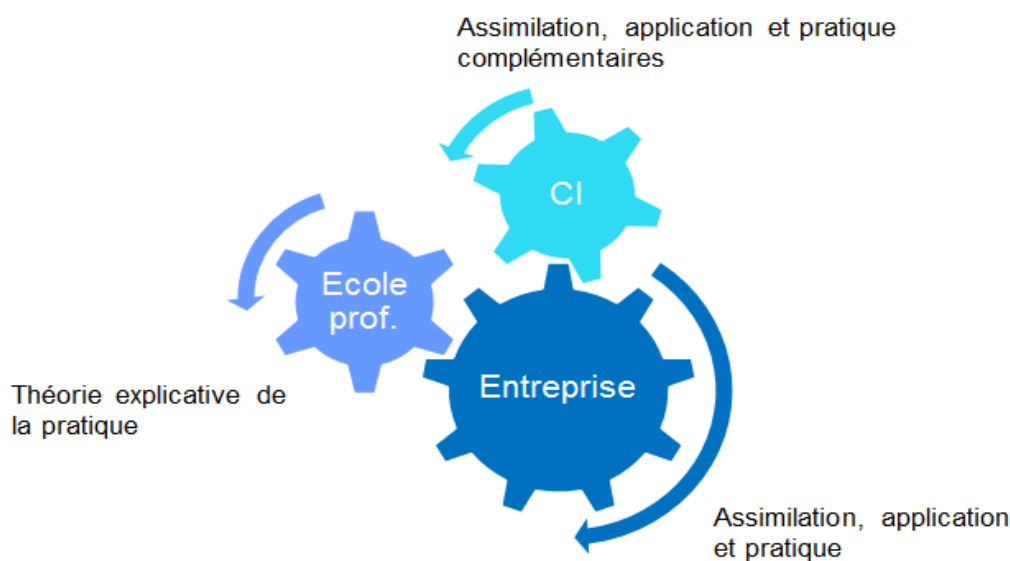 Assimilation, application et pratique
complémentaires
CI
Ecole
prof.
Entreprise
Théorie explicative de
la pratique
Assimilation, application
et pratique